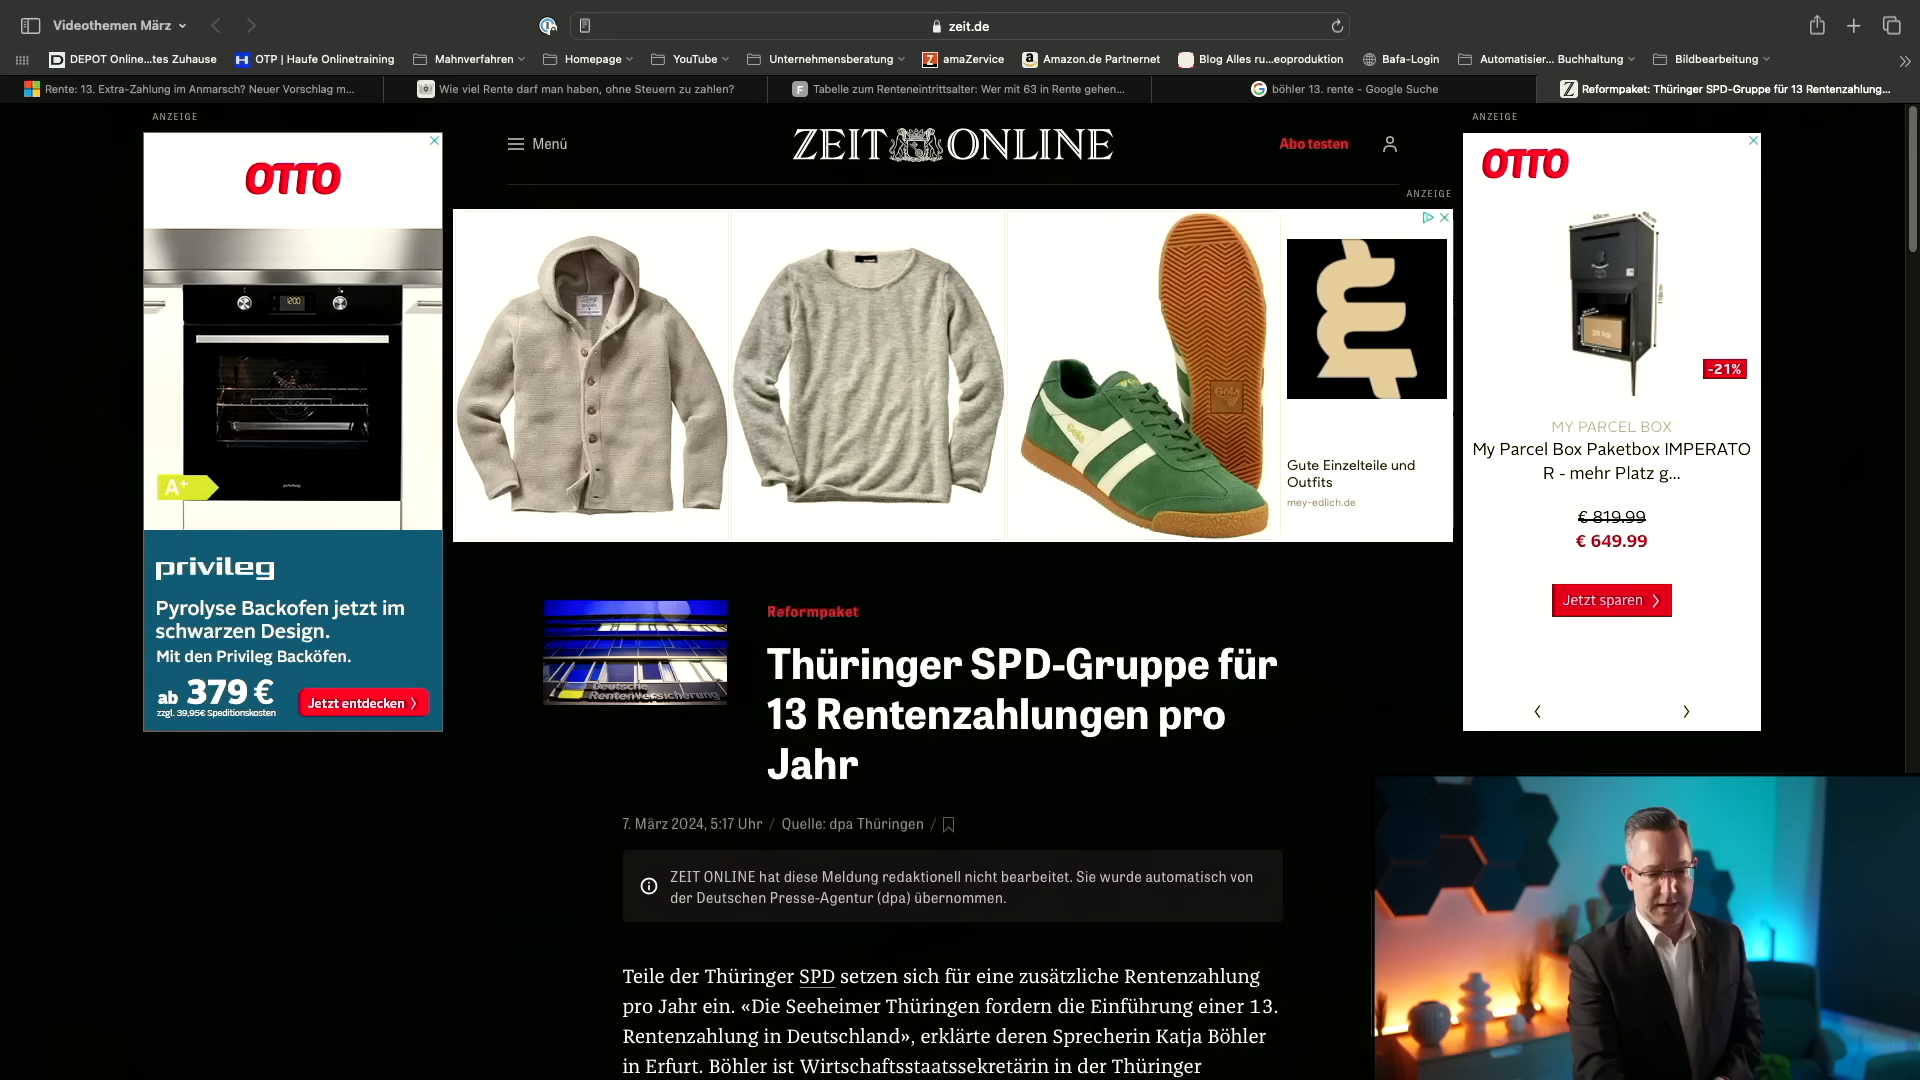 Videothemen März
zeit.de
DEPOT Online...tes Zuhause
OTP | Haufe Onlinetraining
Mahnverfahren
Homepage
YouTube
Unternehmensberatung
amaZervice
Amazon.de Partnernet
Blog Alles ru...eoproduktion
Bafa-Login
Automatisier... Buchhaltung
Bildbearbeitung
Rente: 13. Extra-Zahlung im Anmarsch? Neuer Vorschlag m...
Wie viel Rente darf man haben, ohne Steuern zu zahlen?
Tabelle zum Renteneintrittsalter: Wer mit 63 in Rente gehen...
böhler 13. rente - Google Suche
Reformpaket: Thüringer SPD-Gruppe für 13 Rentenzahlung...
ANZEIGE
OTTO
A+
privileg
Pyrolyse Backofen jetzt im
schwarzen Design.
Mit den Privileg Backöfen.
ab 379 €
zzgl. 39,95€ Speditionskosten
Jetzt entdecken
Menü
ZEIT ONLINE
Abo testen
ANZEIGE
Gola
Gola
Gute Einzelteile und
Outfits
mey-edlich.de
ANZEIGE
OTTO
-21%
MY PARCEL BOX
My Parcel Box Paketbox IMPERATO
R - mehr Platz g...
€ 819.99
€ 649.99
Jetzt sparen
Deutsche
Rentenversicherung
Reformpaket
Thüringer SPD-Gruppe für
13 Rentenzahlungen pro
Jahr
7. März 2024, 5:17 Uhr / Quelle: dpa Thüringen /
ZEIT ONLINE hat diese Meldung redaktionell nicht bearbeitet. Sie wurde automatisch von
der Deutschen Presse-Agentur (dpa) übernommen.
Teile der Thüringer SPD setzen sich für eine zusätzliche Rentenzahlung
pro Jahr ein. «Die Seeheimer Thüringen fordern die Einführung einer 13.
Rentenzahlung in Deutschland», erklärte deren Sprecherin Katja Böhler
in Erfurt. Böhler ist Wirtschaftsstaatssekretärin in der Thüringer